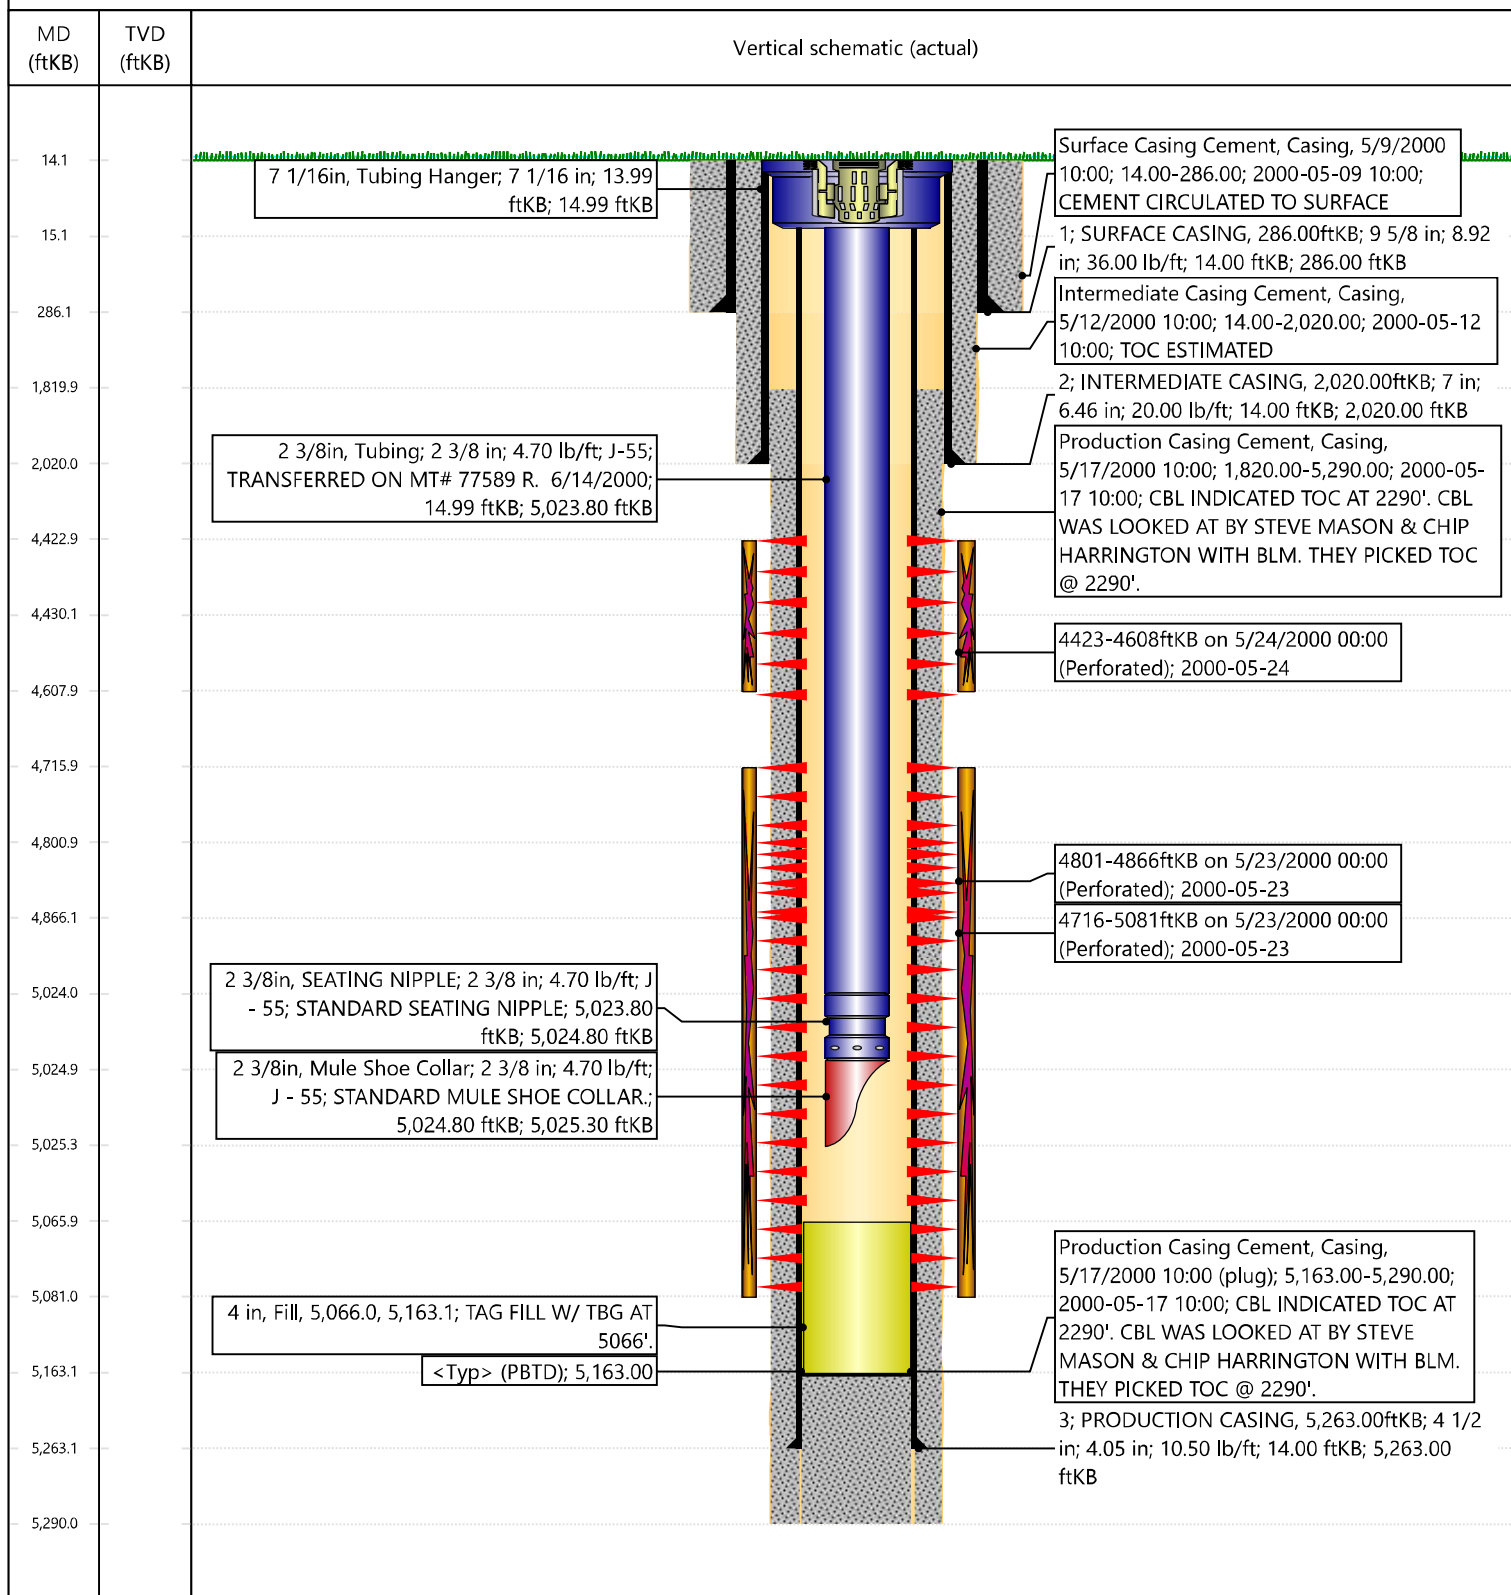 MD
(ftKB)
TVD
(ftKB)
Vertical schematic (actual)
14.1
15.1
286.1
1,819.9
2,020.0
4,422.9
4,430.1
4,607.9
4,715.9
4,800.9
4,866.1
5,024.0
5,024.9
5,025.3
5,065.9
5,081.0
5,163.1
5,263.1
5,290.0
7 1/16in, Tubing Hanger; 7 1/16 in; 13.99
ftKB; 14.99 ftKB
2 3/8in, Tubing; 2 3/8 in; 4.70 lb/ft; J-55;
TRANSFERRED ON MT# 77589 R.  6/14/2000;
14.99 ftKB; 5,023.80 ftKB
2 3/8in, SEATING NIPPLE; 2 3/8 in; 4.70 lb/ft; J
- 55; STANDARD SEATING NIPPLE; 5,023.80
ftKB; 5,024.80 ftKB
2 3/8in, Mule Shoe Collar; 2 3/8 in; 4.70 lb/ft;
J - 55; STANDARD MULE SHOE COLLAR.;
5,024.80 ftKB; 5,025.30 ftKB
4 in, Fill, 5,066.0, 5,163.1; TAG FILL W/ TBG AT
5066'.
<Typ> (PBTD); 5,163.00
Surface Casing Cement, Casing, 5/9/2000
10:00; 14.00-286.00; 2000-05-09 10:00;
CEMENT CIRCULATED TO SURFACE
1; SURFACE CASING, 286.00ftKB; 9 5/8 in; 8.92
in; 36.00 lb/ft; 14.00 ftKB; 286.00 ftKB
Intermediate Casing Cement, Casing,
5/12/2000 10:00; 14.00-2,020.00; 2000-05-12
10:00; TOC ESTIMATED
2; INTERMEDIATE CASING, 2,020.00ftKB; 7 in;
6.46 in; 20.00 lb/ft; 14.00 ftKB; 2,020.00 ftKB
Production Casing Cement, Casing,
5/17/2000 10:00; 1,820.00-5,290.00; 2000-05-
17 10:00; CBL INDICATED TOC AT 2290'. CBL
WAS LOOKED AT BY STEVE MASON & CHIP
HARRINGTON WITH BLM. THEY PICKED TOC
@ 2290'.
4423-4608ftKB on 5/24/2000 00:00
(Perforated); 2000-05-24
4801-4866ftKB on 5/23/2000 00:00
(Perforated); 2000-05-23
4716-5081ftKB on 5/23/2000 00:00
(Perforated); 2000-05-23
Production Casing Cement, Casing,
5/17/2000 10:00 (plug); 5,163.00-5,290.00;
2000-05-17 10:00; CBL INDICATED TOC AT
2290'. CBL WAS LOOKED AT BY STEVE
MASON & CHIP HARRINGTON WITH BLM.
THEY PICKED TOC @ 2290'.
3; PRODUCTION CASING, 5,263.00ftKB; 4 1/2
in; 4.05 in; 10.50 lb/ft; 14.00 ftKB; 5,263.00
ftKB